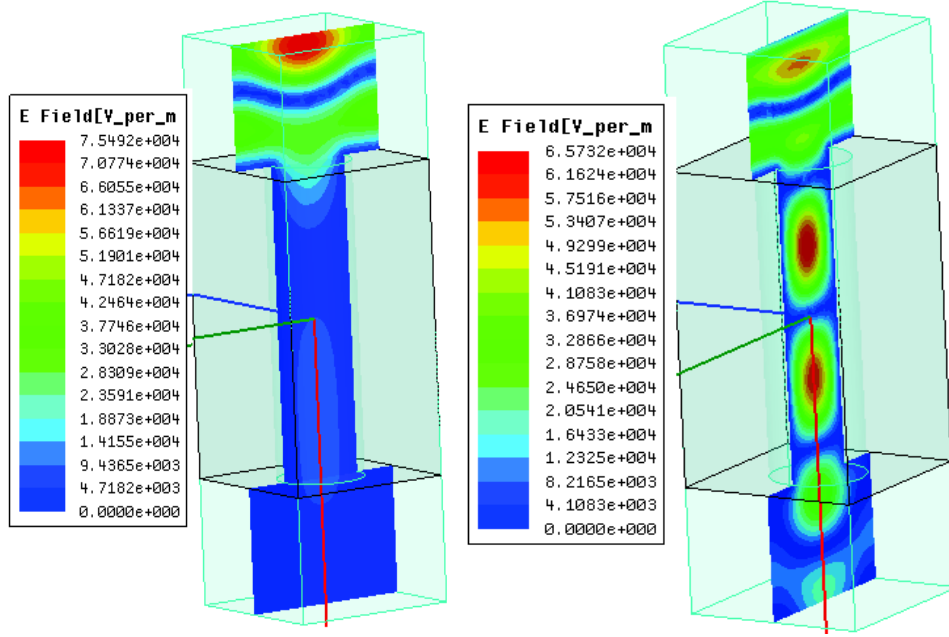 E Field[V_per_m
7.5492e+004
7.0774e+004
6.6055e+004
6.1337e+004
5.6619e+004
5.1901e+004
4.7182e+004
4.2464e+004
3.7746e+004
3.3028e+004
2.8309e+004
2.3591e+004
1.8873e+004
1.4155e+004
9.4365e+003
4.7182e+003
0.0000e+000
E Field[V_per_m
6.5732e+004
6.1624e+004
5.7516e+004
5.3407e+004
4.9299e+004
4.5191e+004
4.1083e+004
3.6974e+004
3.2866e+004
2.8758e+004
2.4650e+004
2.0541e+004
1.6433e+004
1.2325e+004
8.2165e+003
4.1083e+003
0.0000e+000